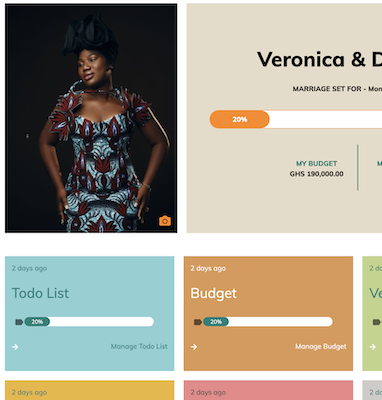 Veronica & D
MARRIAGE SET FOR - Mon
20%
MY BUDGET
GHS 190,000.00
2 days ago
Todo List
20%
Manage Todo List
2 days ago
Budget
20%
Manage Budget
2 days ago
2 days ago